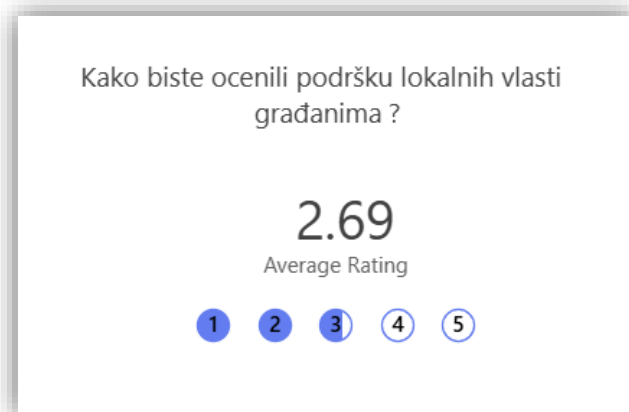 Kako biste ocenili podršku lokalnih vlasti
građanima ?
2.69
Average Rating
1 2 3 4 5